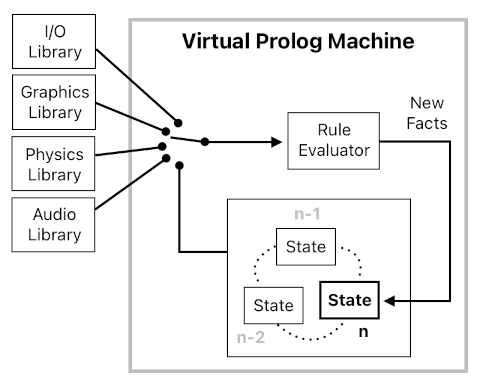 I/O
Library
Graphics
Library
Physics
Library
Audio
Library
Virtual Prolog Machine
Rule
Evaluator
New
Facts
n-1
State
State
n-2
State
n